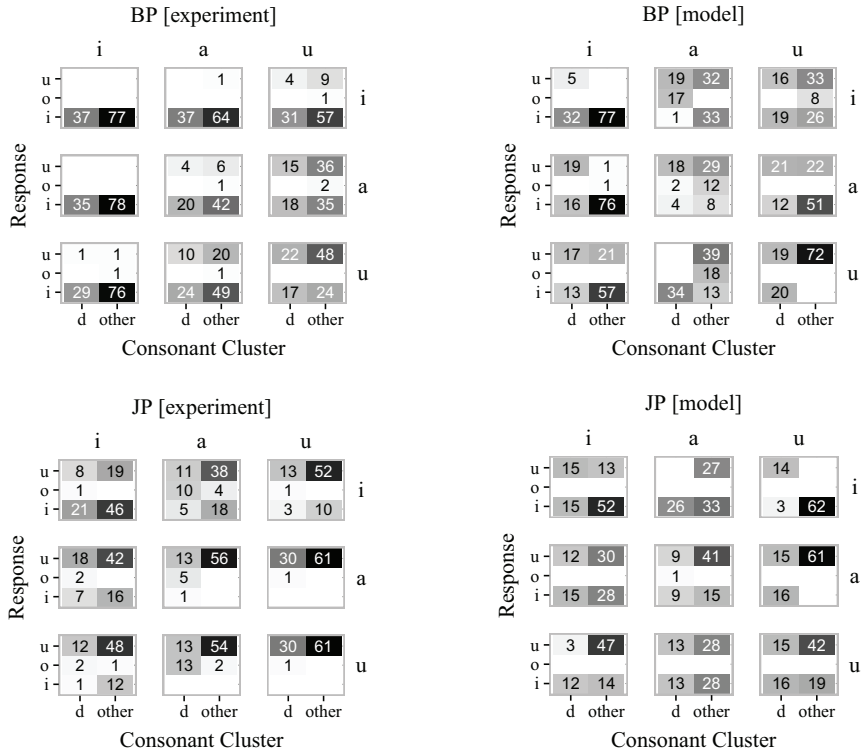 BP [experiment]
i a u
u 1 4 9
o 1 i
i 37 77 37 64 31 57
u 4 6 15 36
o 1 2 a
i 35 78 20 42 18 35
u 1 1 10 20 22 48
o 1 1 u
i 29 76 24 49 17 24
d other d other d other
Response
Consonant Cluster
BP [model]
i a u
u 5 19 32 16 33
o 17 8 i
i 32 77 1 33 19 26
u 19 1 18 29 21 22
o 1 2 12 a
i 16 76 4 8 12 51
u 17 21 39 19 72
o 18 u
i 13 57 34 13 20
d other d other d other
Response
Consonant Cluster
JP [experiment]
i a u
u 8 19 11 38 13 52
o 1 10 4 1 i
i 21 46 5 18 3 10
u 18 42 13 56 30 61
o 2 5 1 a
i 7 16 1
u 12 48 13 54 30 61
o 2 1 13 2 1 u
i 1 12
d other d other d other
Response
Consonant Cluster
JP [model]
i a u
u 15 13 27 14
o i
i 15 52 26 33 3 62
u 12 30 9 41 15 61
o 1 a
i 15 28 9 15 16
u 3 47 13 28 15 42
o u
i 12 14 13 28 16 19
d other d other d other
Response
Consonant Cluster